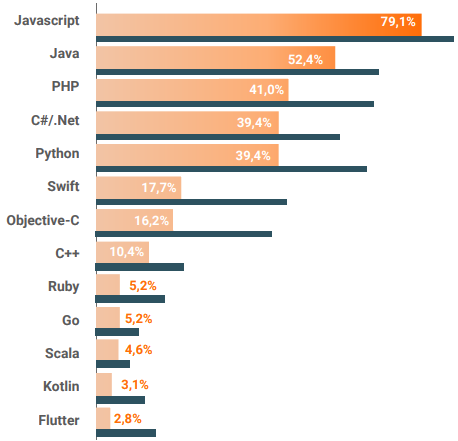 Javascript 79,1%
Java 52,4%
PHP 41,0%
C#/.Net 39,4%
Python 39,4%
Swift 17,7%
Objective-C 16,2%
C++ 10,4%
Ruby 5,2%
Go 5,2%
Scala 4,6%
Kotlin 3,1%
Flutter 2,8%